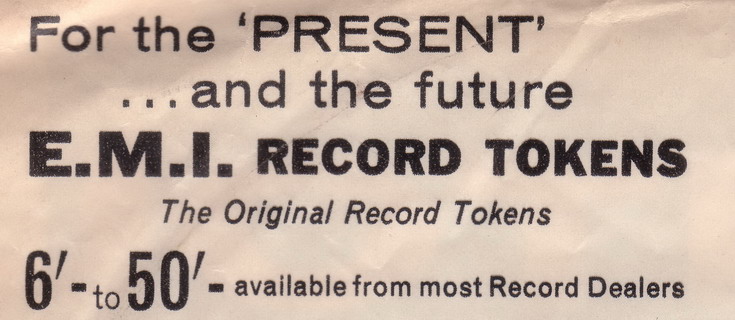 For the 'PRESENT'
...and the future
E.M.I. RECORD TOKENS
The Original Record Tokens
6'- to 50'- available from most Record Dealers